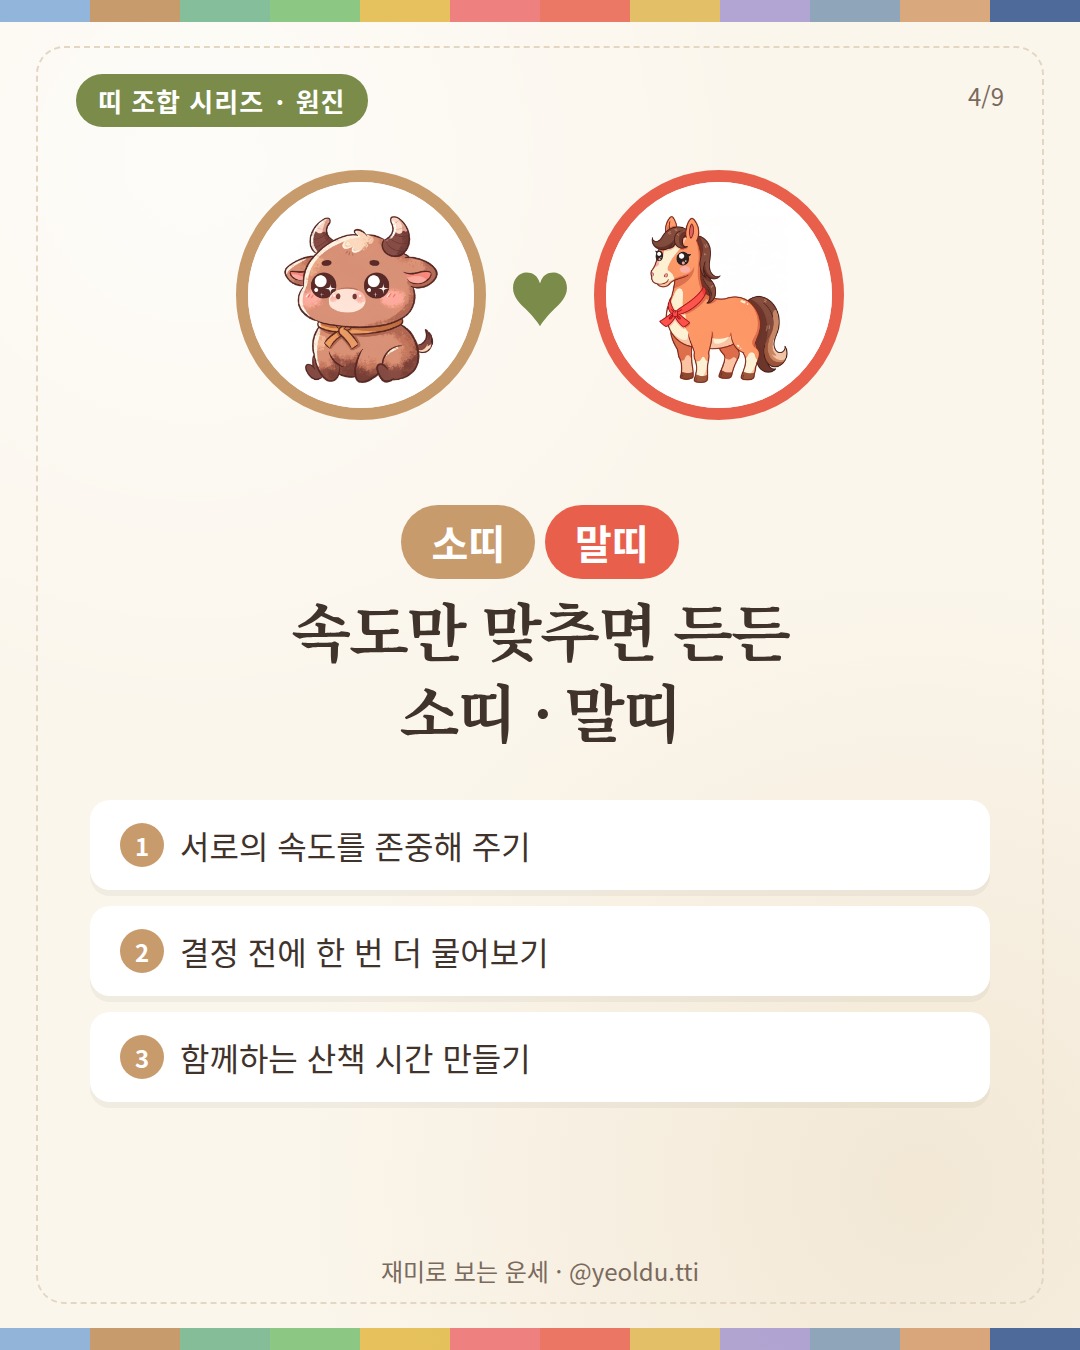 띠 조합 시리즈 · 원진
4/9
소띠 말띠
속도만 맞추면 든든
소띠 · 말띠
1 서로의 속도를 존중해 주기
2 결정 전에 한 번 더 물어보기
3 함께하는 산책 시간 만들기
재미로 보는 운세 · @yeoldu.tti